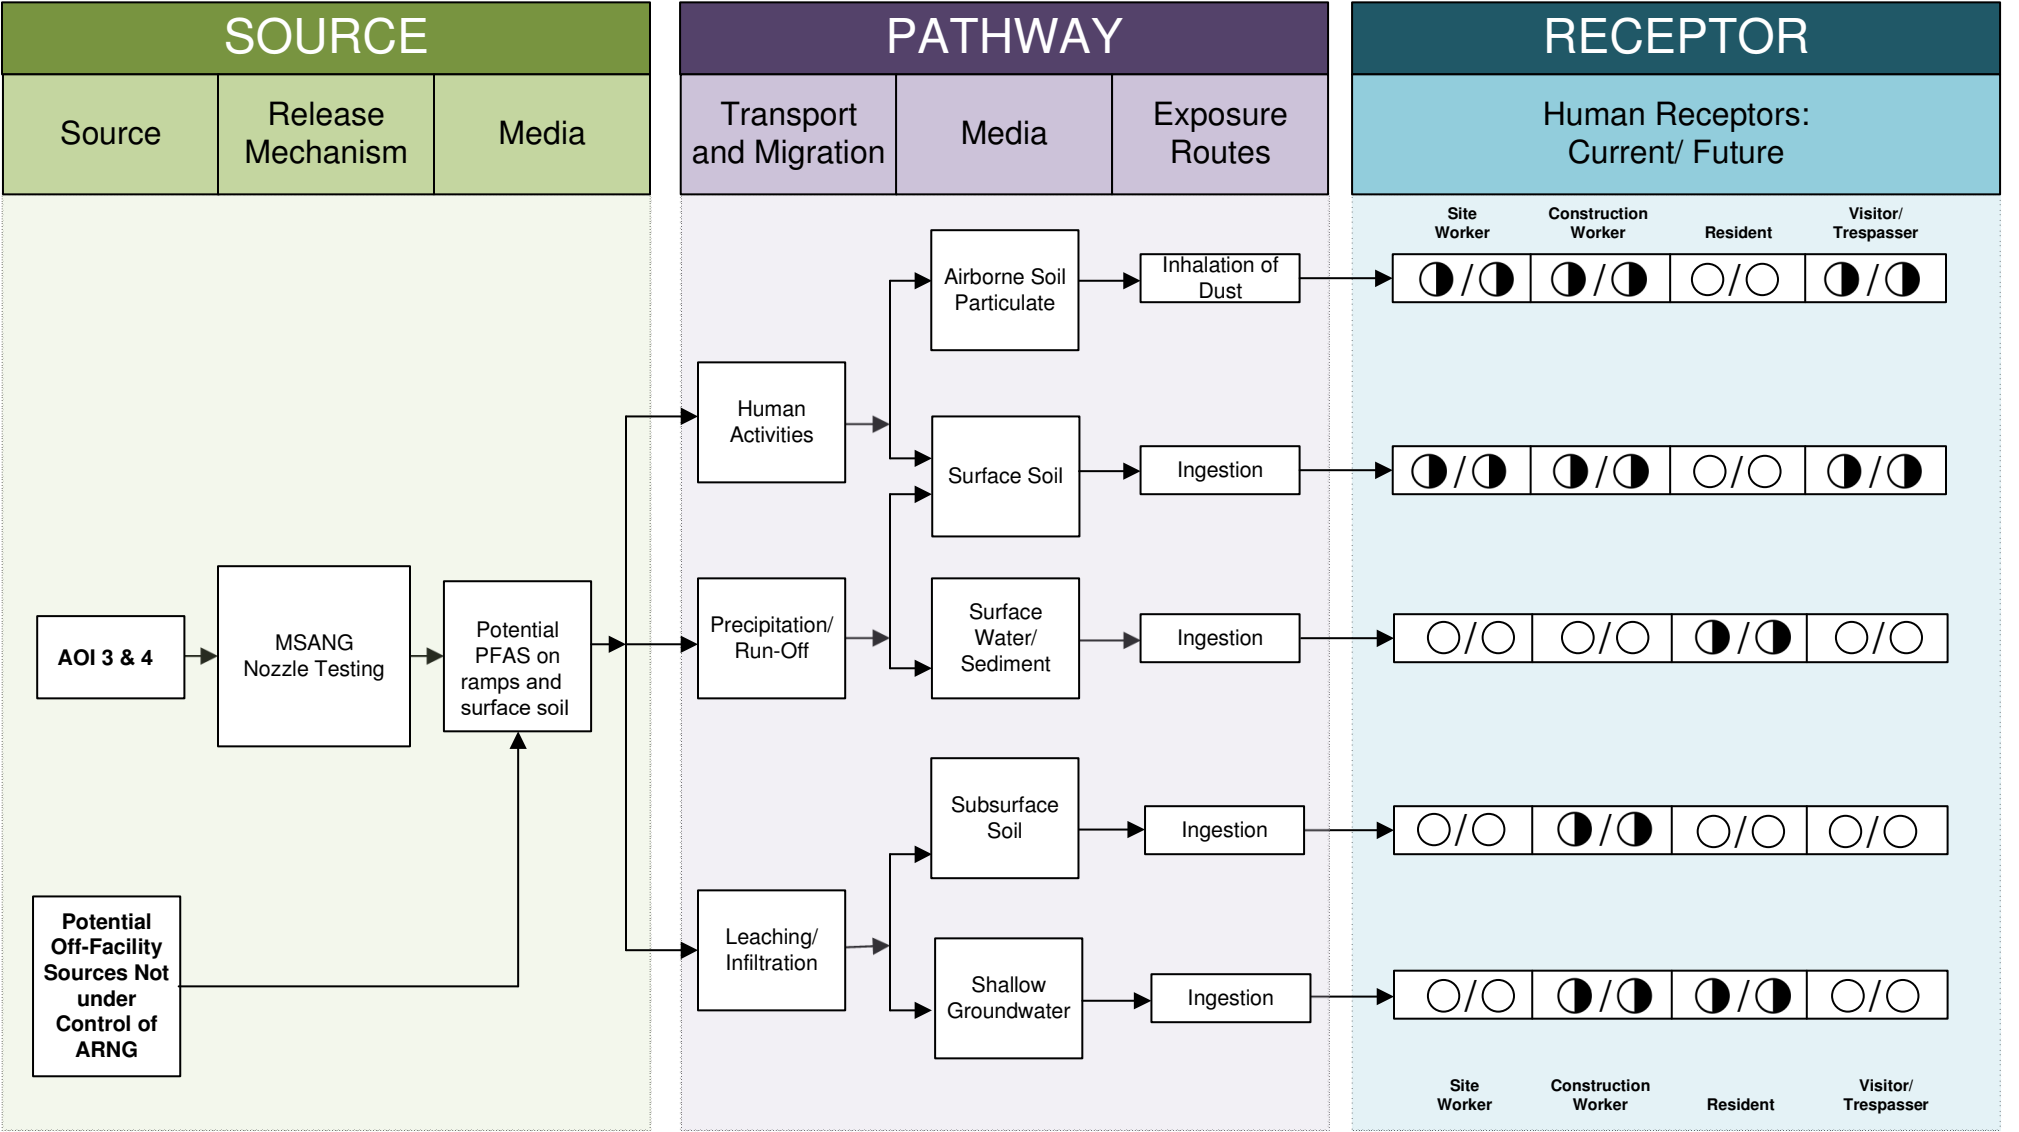 SOURCE
PATHWAY
RECEPTOR
Source
Release
Mechanism
Media
Transport
and Migration
Media
Exposure
Routes
Human Receptors:
Current/ Future
Site
Worker
Construction
Worker
Resident
Visitor/
Trespasser
Airborne Soil
Particulate
Inhalation of
Dust
/
/
/
/
Human
Activities
Surface Soil
Ingestion
/
/
/
/
AOI 3 & 4
MSANG
Nozzle Testing
Potential
PFAS on
ramps and
surface soil
Precipitation/
Run-Off
Surface
Water/
Sediment
Ingestion
/
/
/
/
Subsurface
Soil
Ingestion
/
/
/
/
Potential
Off-Facility
Sources Not
under
Control of
ARNG
Leaching/
Infiltration
Shallow
Groundwater
Ingestion
/
/
/
/
Site
Worker
Construction
Worker
Resident
Visitor/
Trespasser